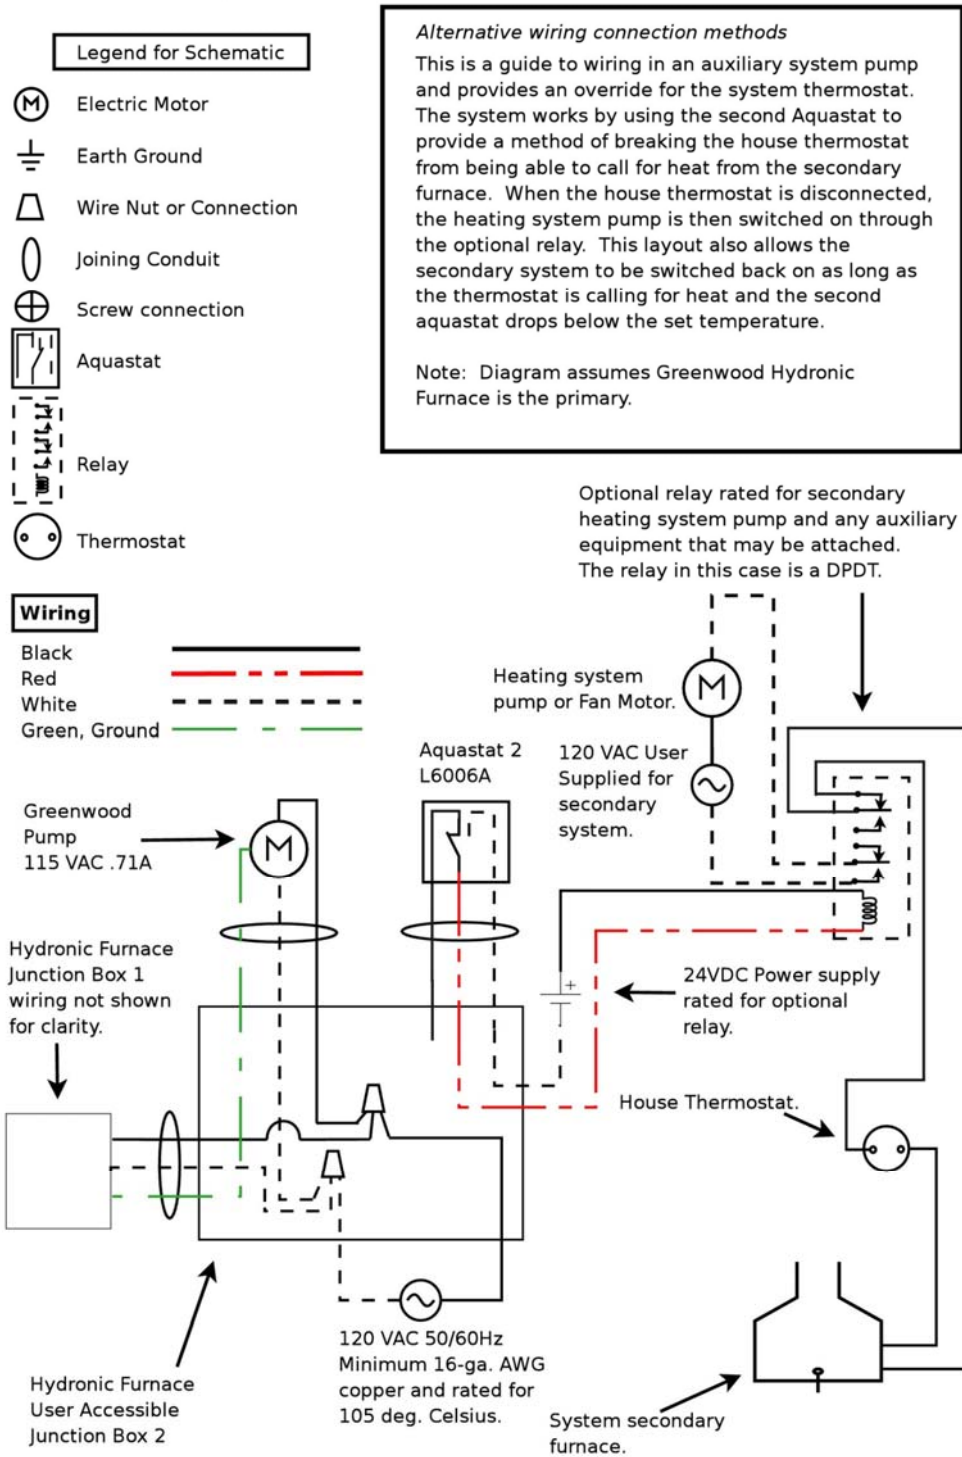 Legend for Schematic
M
Electric Motor
Earth Ground
Wire Nut or Connection
Joining Conduit
Screw connection
Aquastat
Relay
Thermostat
Alternative wiring connection methods
This is a guide to wiring in an auxiliary system pump
and provides an override for the system thermostat.
The system works by using the second Aquastat to
provide a method of breaking the house thermostat
from being able to call for heat from the secondary
furnace.  When the house thermostat is disconnected,
the heating system pump is then switched on through
the optional relay.  This layout also allows the
secondary system to be switched back on as long as
the thermostat is calling for heat and the second
aquastat drops below the set temperature.
Note:  Diagram assumes Greenwood Hydronic
Furnace is the primary.
Optional relay rated for secondary
heating system pump and any auxiliary
equipment that may be attached.
The relay in this case is a DPDT.
Wiring
Black
Red
White
Green, Ground
Heating system
pump or Fan Motor.
M
Aquastat 2
L6006A
120 VAC User
Supplied for
secondary
system.
Greenwood
Pump
115 VAC .71A
M
Hydronic Furnace
Junction Box 1
wiring not shown
for clarity.
+
24VDC Power supply
rated for optional
relay.
House Thermostat.
120 VAC 50/60Hz
Minimum 16-ga. AWG
copper and rated for
105 deg. Celsius.
Hydronic Furnace
User Accessible
Junction Box 2
System secondary
furnace.